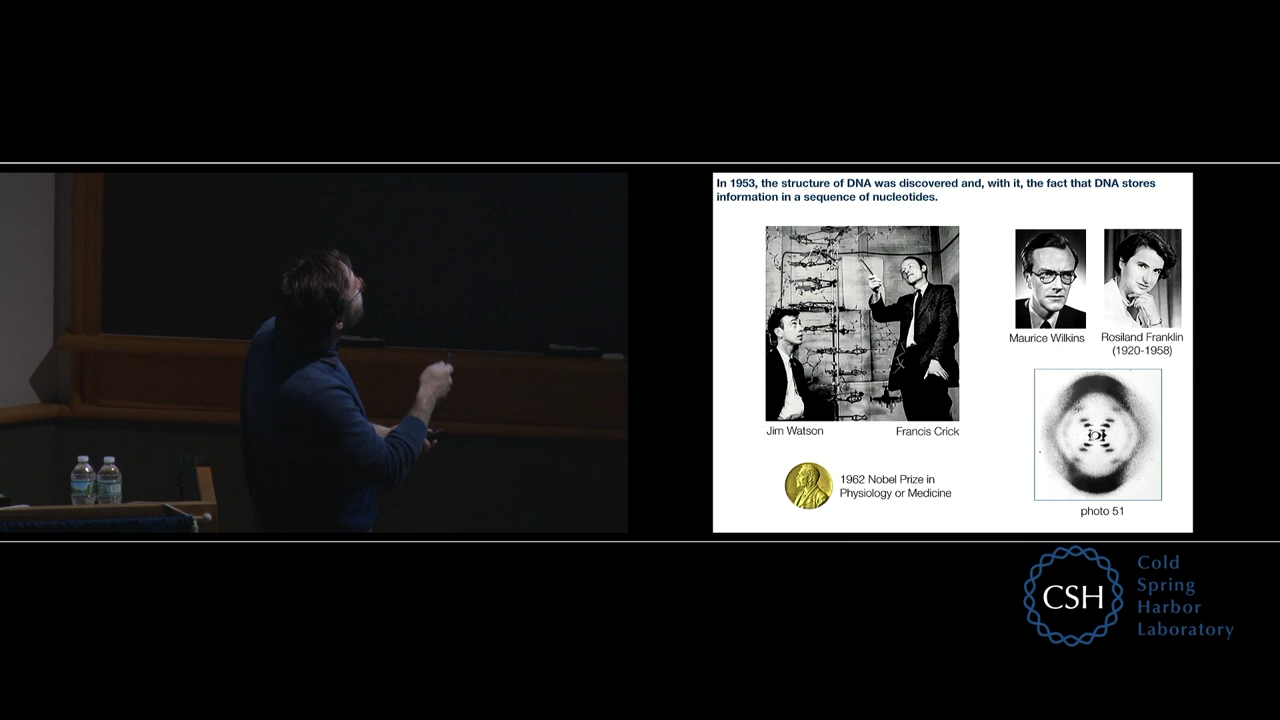 In 1953, the structure of DNA was discovered and, with it, the fact that DNA stores
information in a sequence of nucleotides.
Jim Watson
Francis Crick
Maurice Wilkins
Rosiland Franklin
(1920-1958)
1962 Nobel Prize in
Physiology or Medicine
photo 51
CSH
Cold
Spring
Harbor
Laboratory